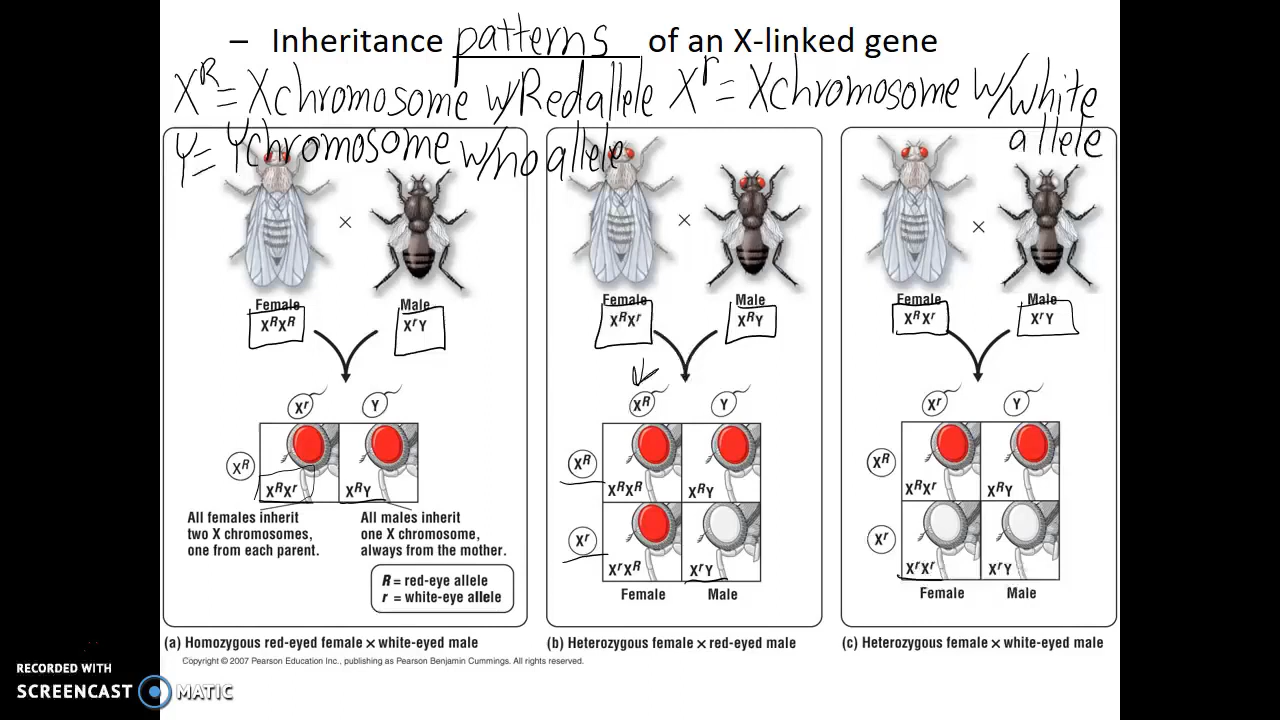 – Inheritance patterns of an X-linked gene
X^R = X chromosome w/ Red allele X^r = X chromosome w/ white allele
Y = Y chromosome w/ no allele
Female
X^R X^R
×
Male
X^r Y
X^r Y
X^R
X^R X^r X^R Y
All females inherit
two X chromosomes,
one from each parent.
All males inherit
one X chromosome,
always from the mother.
R = red-eye allele
r = white-eye allele
(a) Homozygous red-eyed female × white-eyed male
Female
X^R X^r
×
Male
X^R Y
X^R Y
X^R
X^R X^R X^R Y
X^r
X^r X^R X^r Y
Female Male
(b) Heterozygous female × red-eyed male
Female
X^R X^r
×
Male
X^r Y
X^r Y
X^R
X^R X^r X^R Y
X^r
X^r X^r X^r Y
Female Male
(c) Heterozygous female × white-eyed male
Copyright © 2007 Pearson Education Inc., publishing as Pearson Benjamin Cummings. All rights reserved.
RECORDED WITH
SCREENCAST MATIC